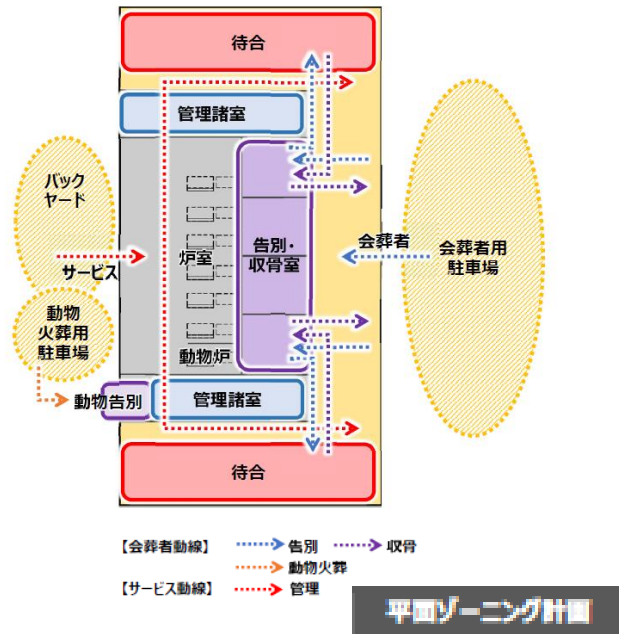 待合
管理諸室
バック
ヤード
サービス
炉室
告別・
収骨室
会葬者
会葬者用
駐車場
動物
火葬用
駐車場
動物炉
動物告別
管理諸室
待合
【会葬者動線】 告別 収骨
動物火葬
【サービス動線】 管理
平面ゾーニング計画